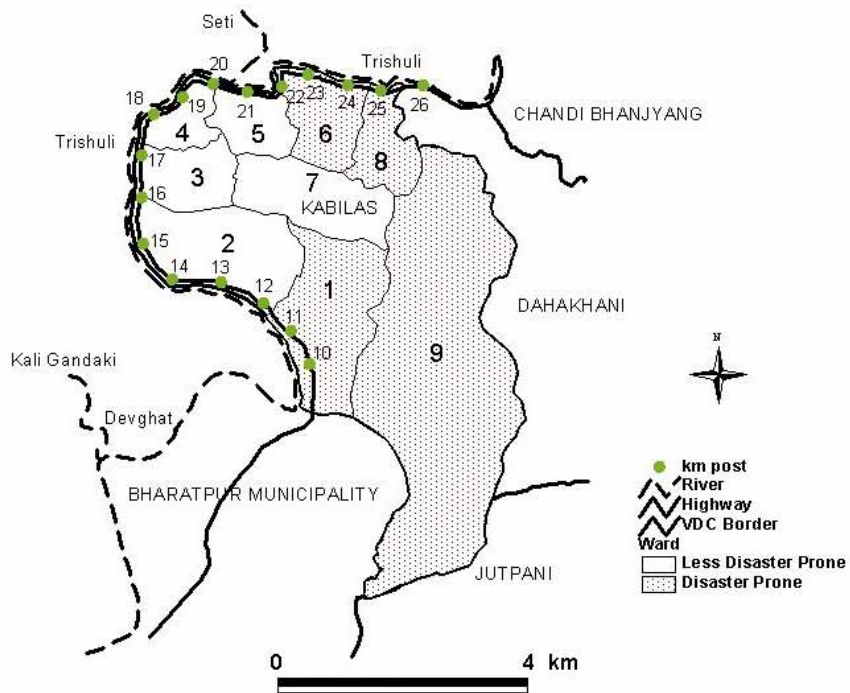 Seti
Trishuli
20
23
22
24
25
26
18
19
21
CHANDI BHANJYANG
4
5
6
Trishuli
17
8
3
7
16
KABILAS
15
2
14
13
12
1
DAHAKHANI
11
9
10
N
Kali Gandaki
Devghat
BHARATPUR MUNICIPALITY
JUTPANI
km post
River
Highway
VDC Border
Ward
Less Disaster Prone
Disaster Prone
0 4 km